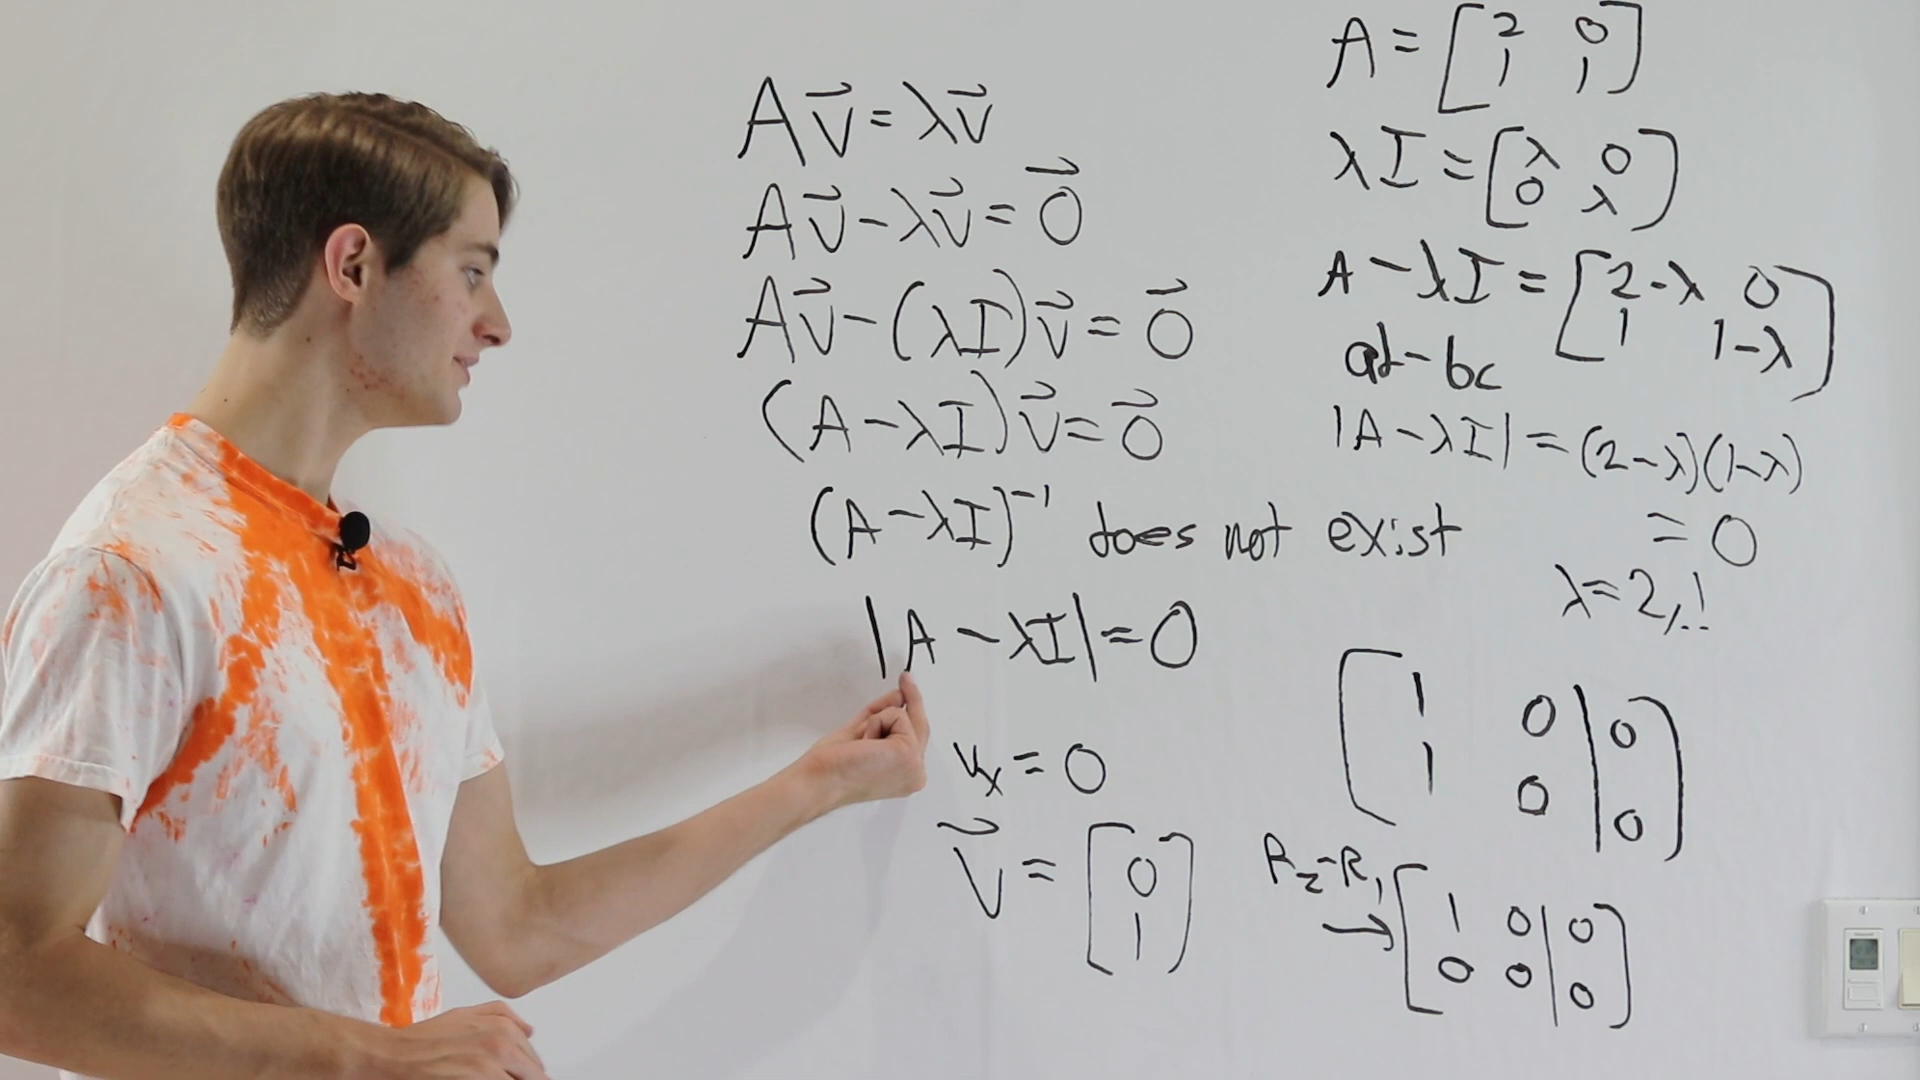 A v⃗ = λv⃗
Av⃗ - λv⃗ = 0⃗
Av⃗ - (λI)v⃗ = 0⃗
(A - λI)v⃗ = 0⃗
(A - λI)⁻¹ does not exist
|A - λI| = 0
vₓ = 0
v⃗ = [0
1]
A = [2 0
1 1]
λI = [λ 0
0 λ]
A - λI = [2-λ 0
1 1-λ]
ad - bc
|A - λI| = (2-λ)(1-λ)
= 0
λ = 2, 1
[1 0 | 0
1 0 | 0]
R₂-R₁
→ [1 0 | 0
0 0 | 0]